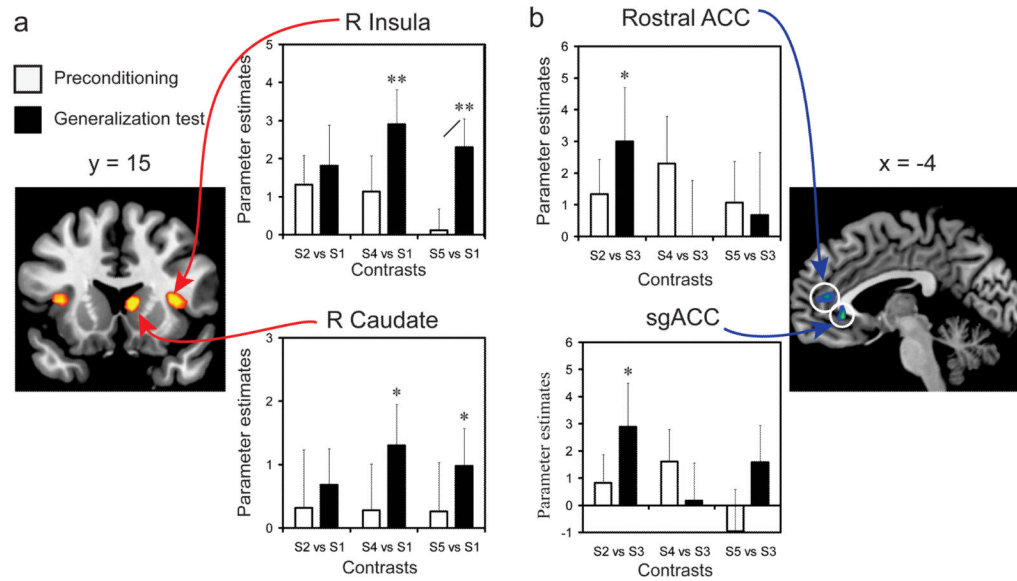 a
Preconditioning
Generalization test
y = 15
R Insula
5
4
3
2
1
0
Parameter estimates
**
**
S2 vs S1 S4 vs S1 S5 vs S1
Contrasts
R Caudate
3
2
1
0
Parameter estimates
*
*
S2 vs S1 S4 vs S1 S5 vs S1
Contrasts
b
Rostral ACC
6
5
4
3
2
1
0
Parameter estimates
*
S2 vs S3 S4 vs S3 S5 vs S3
Contrasts
x = -4
sgACC
6
5
4
3
2
1
0
-1
Parameter estimates
*
S2 vs S3 S4 vs S3 S5 vs S3
Contrasts